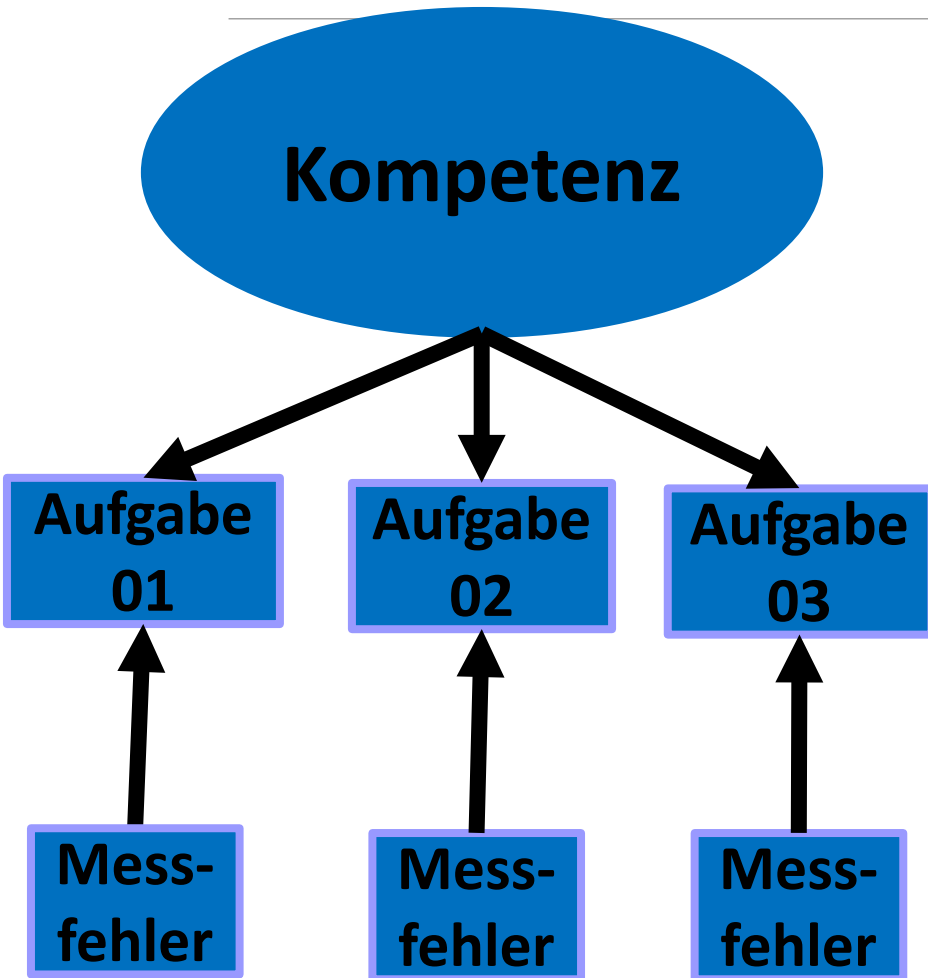 Kompetenz
Aufgabe
01
Aufgabe
02
Aufgabe
03
Mess-
fehler
Mess-
fehler
Mess-
fehler